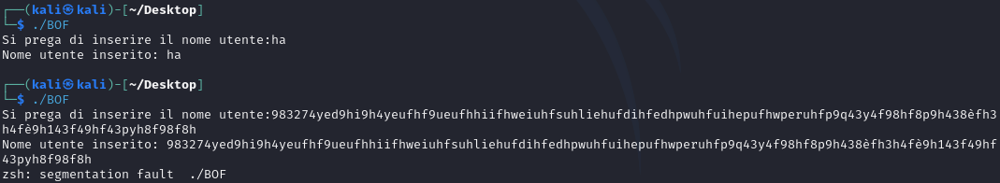 ┌──(kali㉿kali)-[~/Desktop]
└─$ ./BOF
Si prega di inserire il nome utente:ha
Nome utente inserito: ha
┌──(kali㉿kali)-[~/Desktop]
└─$ ./BOF
Si prega di inserire il nome utente:983274yed9hi9h4yeufhf9ueufhhiifhweiuhfsuhliehufdihfedhpwuhfuihepufhwperuhfp9q43y4f98hf8p9h438èfh3
h4fè9h143f49hf43pyh8f98f8h
Nome utente inserito: 983274yed9hi9h4yeufhf9ueufhhiifhweiuhfsuhliehufdihfedhpwuhfuihepufhwperuhfp9q43y4f98hf8p9h438èfh3h4fè9h143f49hf
43pyh8f98f8h
zsh: segmentation fault  ./BOF